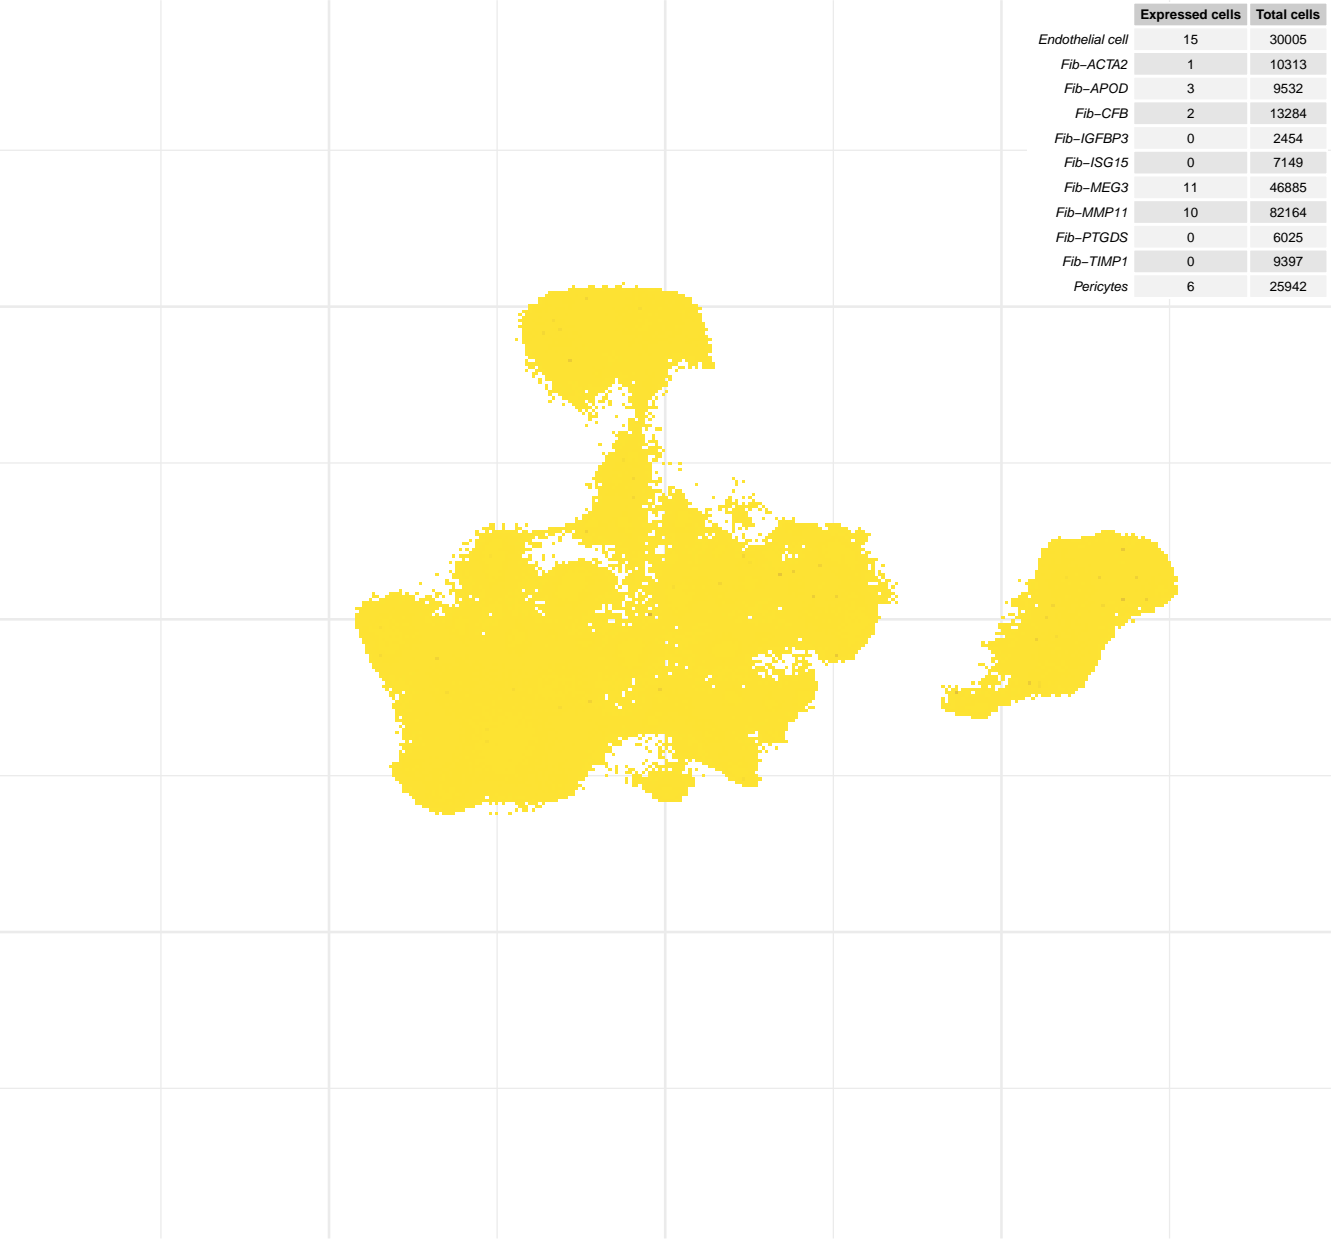 Expressed cells Total cells
Endothelial cell 15 30005
Fib−ACTA2 1 10313
Fib−APOD 3 9532
Fib−CFB 2 13284
Fib−IGFBP3 0 2454
Fib−ISG15 0 7149
Fib−MEG3 11 46885
Fib−MMP11 10 82164
Fib−PTGDS 0 6025
Fib−TIMP1 0 9397
Pericytes 6 25942